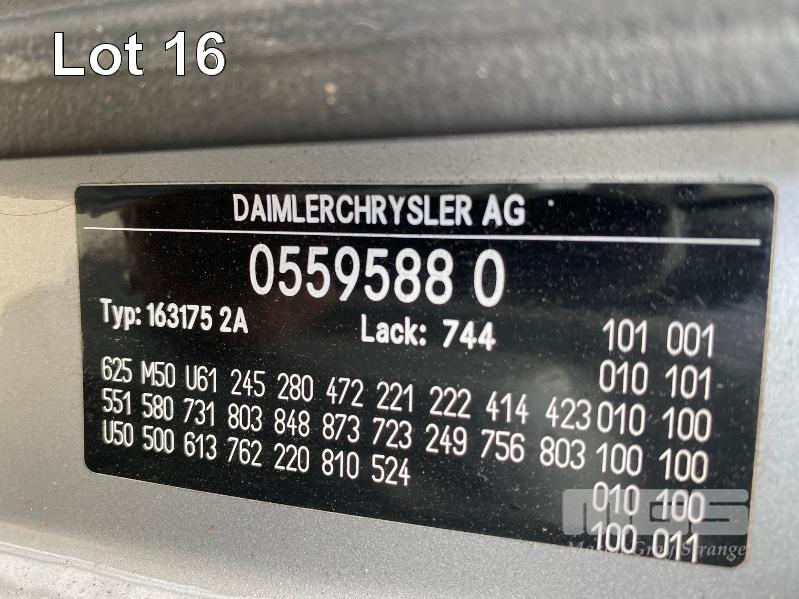 Lot 16
DAIMLERCHRYSLER AG
0559588 0
Typ: 163175 2A
Lack: 744
625 M50 U61 245 280 472 221 222 414 423
551 580 731 803 848 873 723 249 756 803
U50 500 613 762 220 810 524
101 001
010 101
010 100
100 100
010 100
100 011
MGS